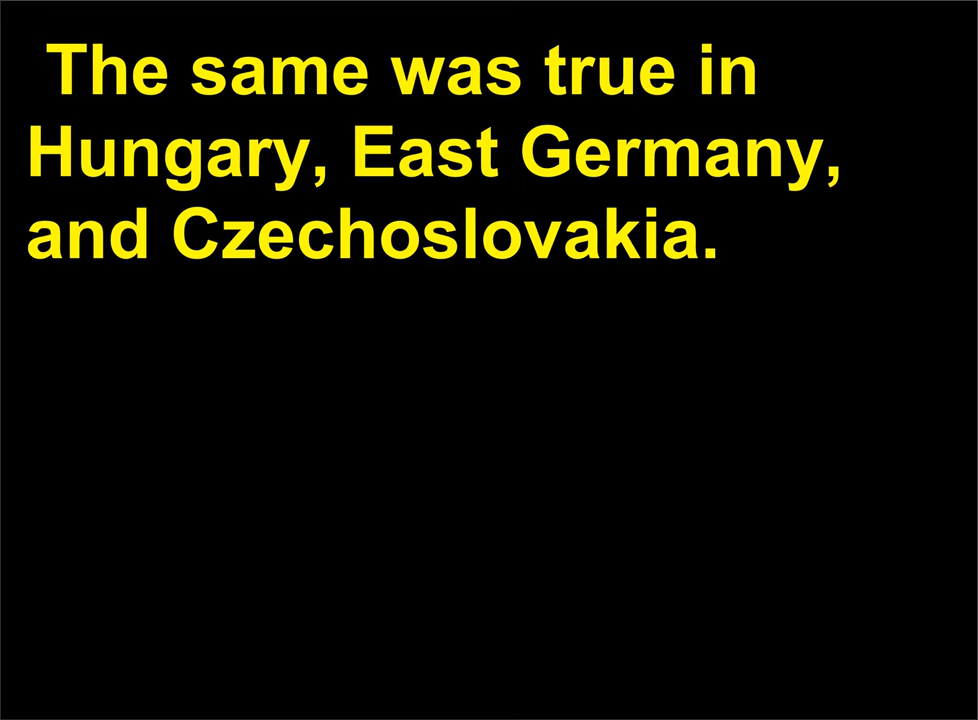 The same was true in
Hungary, East Germany,
and Czechoslovakia.